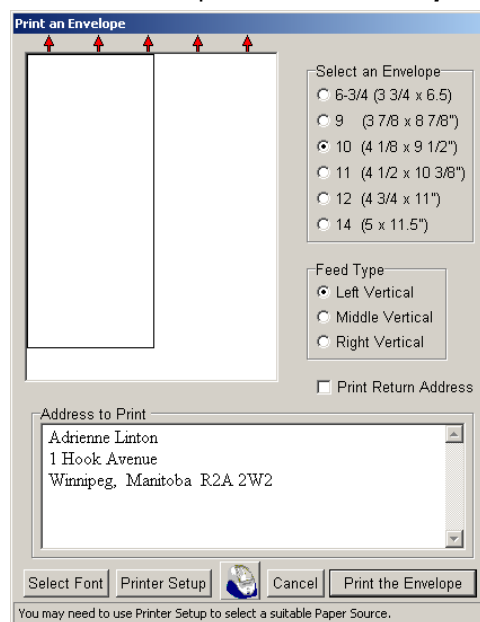 Print an Envelope
Select an Envelope
6-3/4 (3 3/4 x 6.5)
9 (3 7/8 x 8 7/8")
10 (4 1/8 x 9 1/2")
11 (4 1/2 x 10 3/8")
12 (4 3/4 x 11")
14 (5 x 11.5")
Feed Type
Left Vertical
Middle Vertical
Right Vertical
Print Return Address
Address to Print
Adrienne Linton
1 Hook Avenue
Winnipeg, Manitoba R2A 2W2
Select Font Printer Setup Cancel Print the Envelope
You may need to use Printer Setup to select a suitable Paper Source.